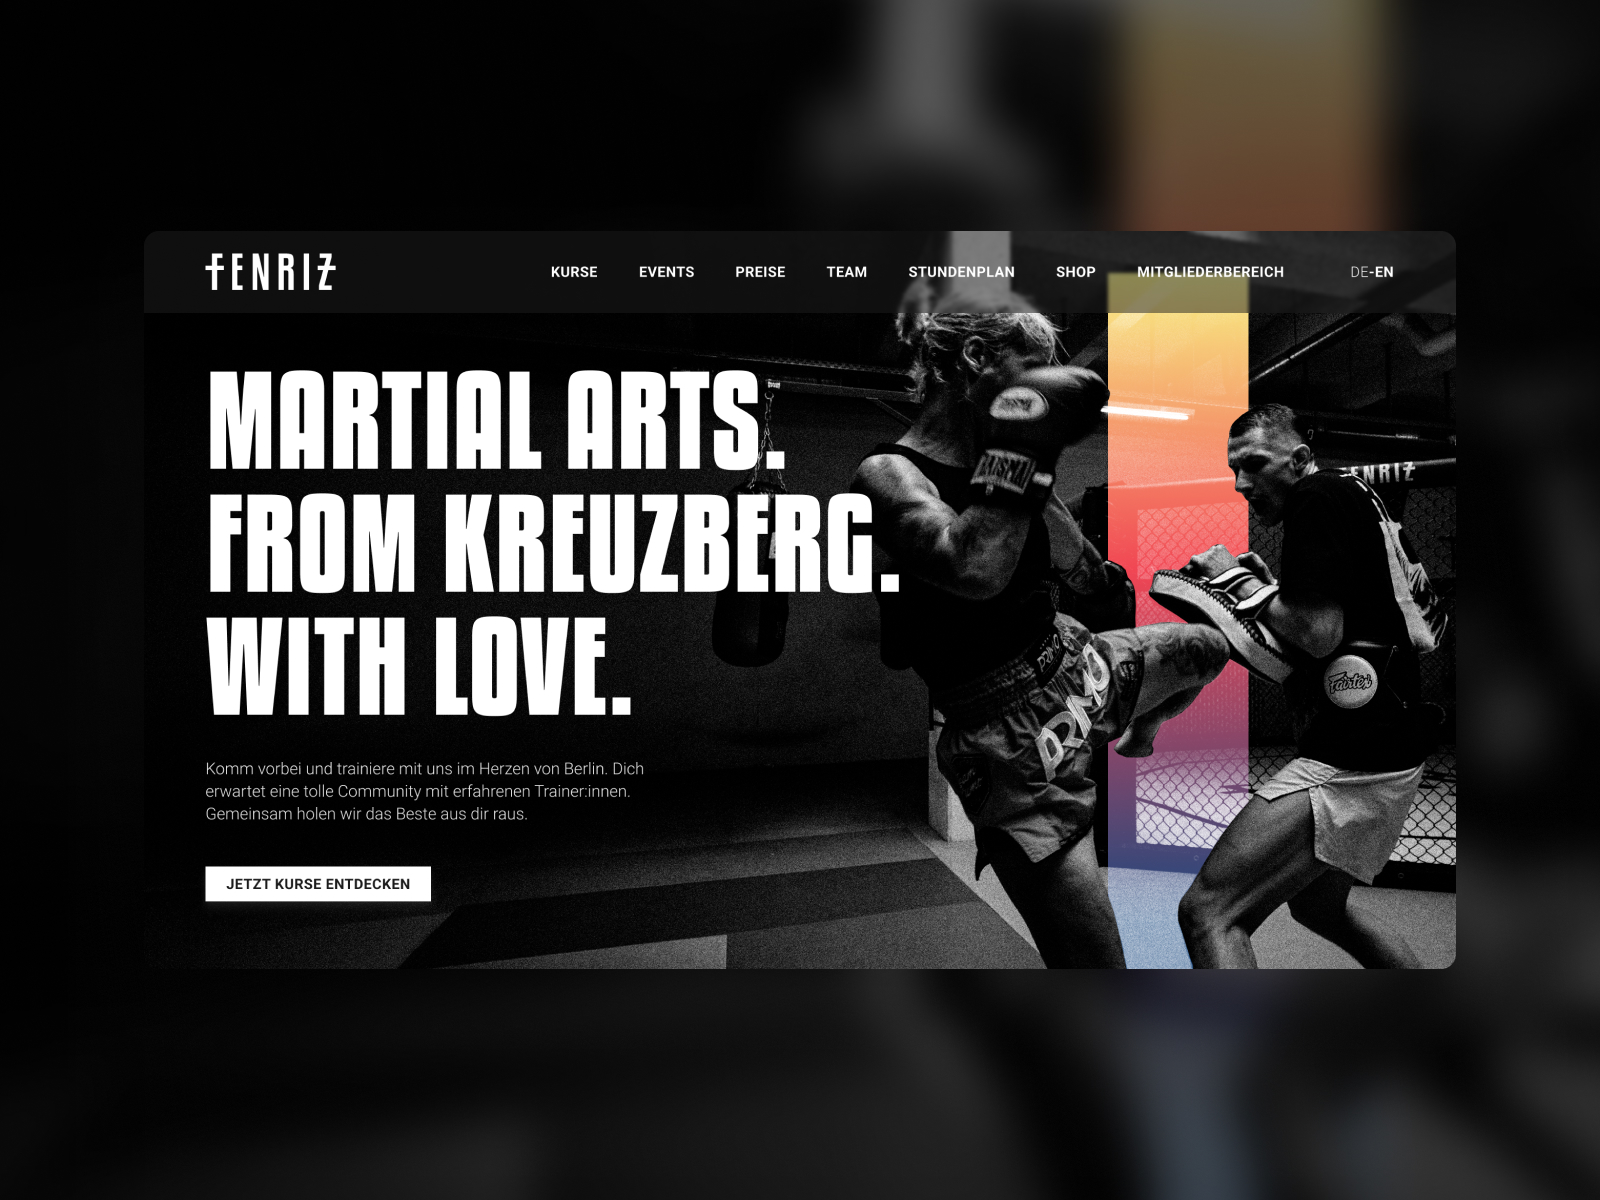 FENRIZ
KURSE EVENTS PREISE TEAM STUNDENPLAN SHOP MITGLIEDERBEREICH DE-EN
MARTIAL ARTS.
FROM KREUZBERG.
WITH LOVE.
Komm vorbei und trainiere mit uns im Herzen von Berlin. Dich
erwartet eine tolle Community mit erfahrenen Trainer:innen.
Gemeinsam holen wir das Beste aus dir raus.
JETZT KURSE ENTDECKEN
FENRIZ
PRIMO
PRIMO
Fairtex